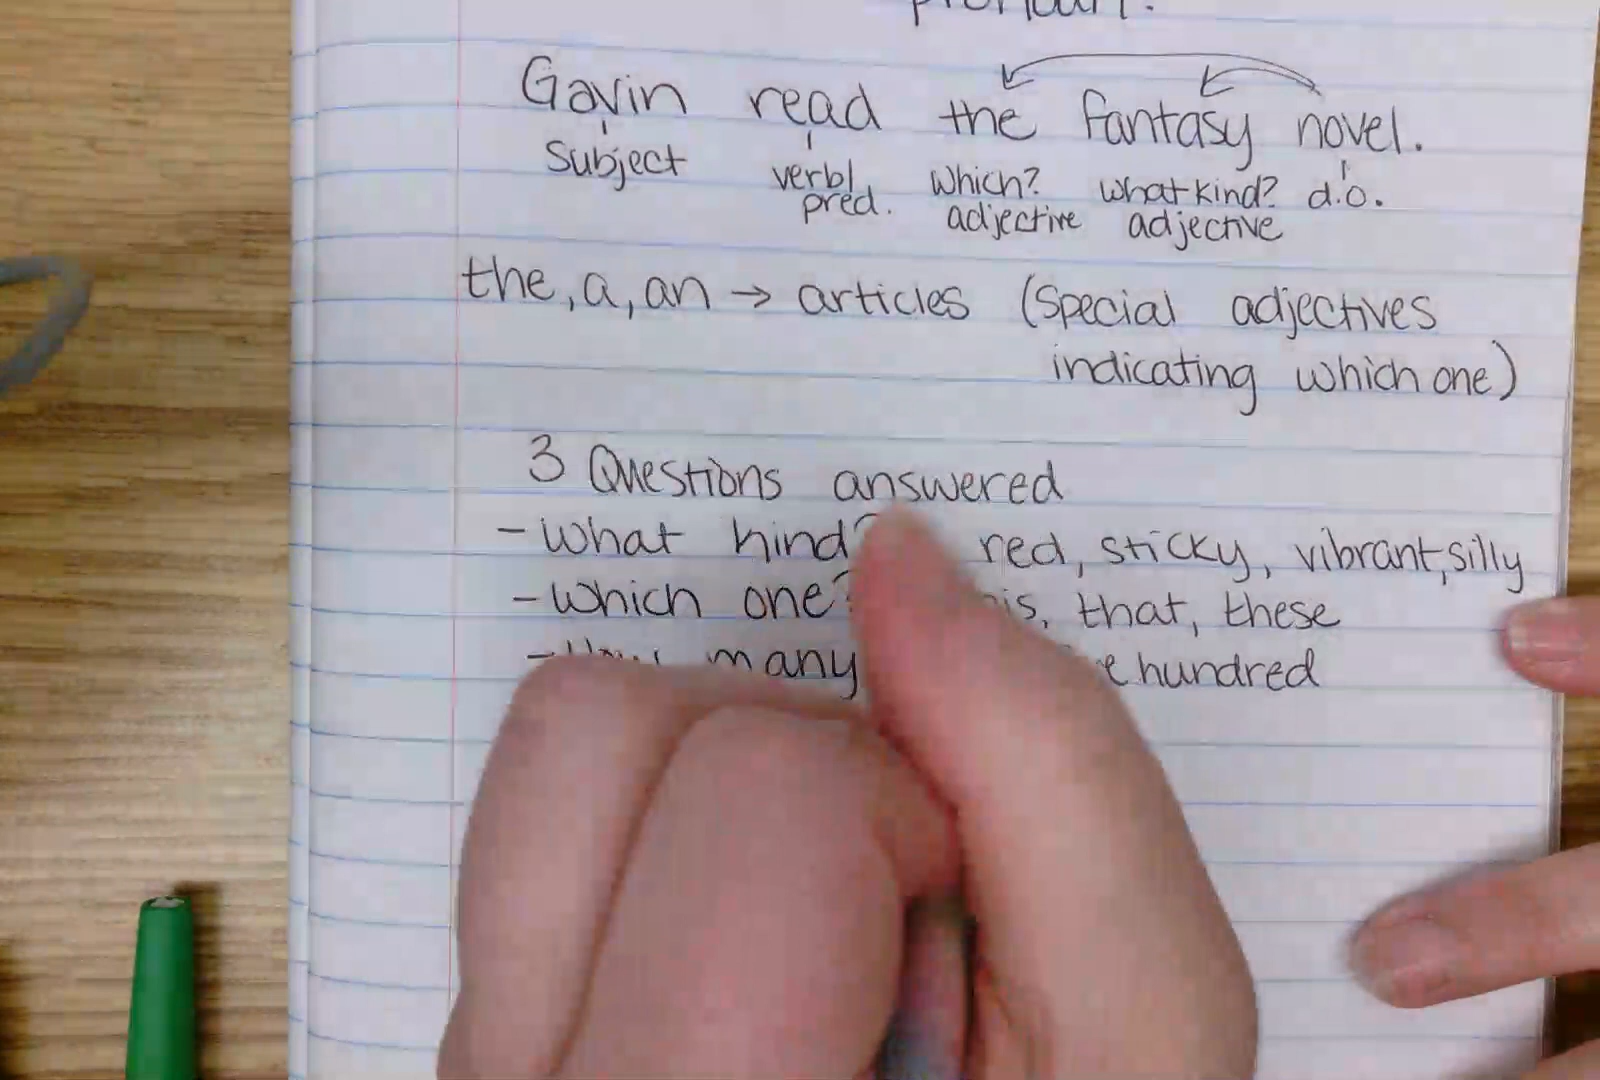 pronoun.
Gavin read the fantasy novel.
Subject verb/ which? what kind? d.o.
pred. adjective adjective
the, a, an → articles (special adjectives
indicating which one)
3 Questions answered
- What kind? red, sticky, vibrant, silly
- Which one? that, these
- many hundred